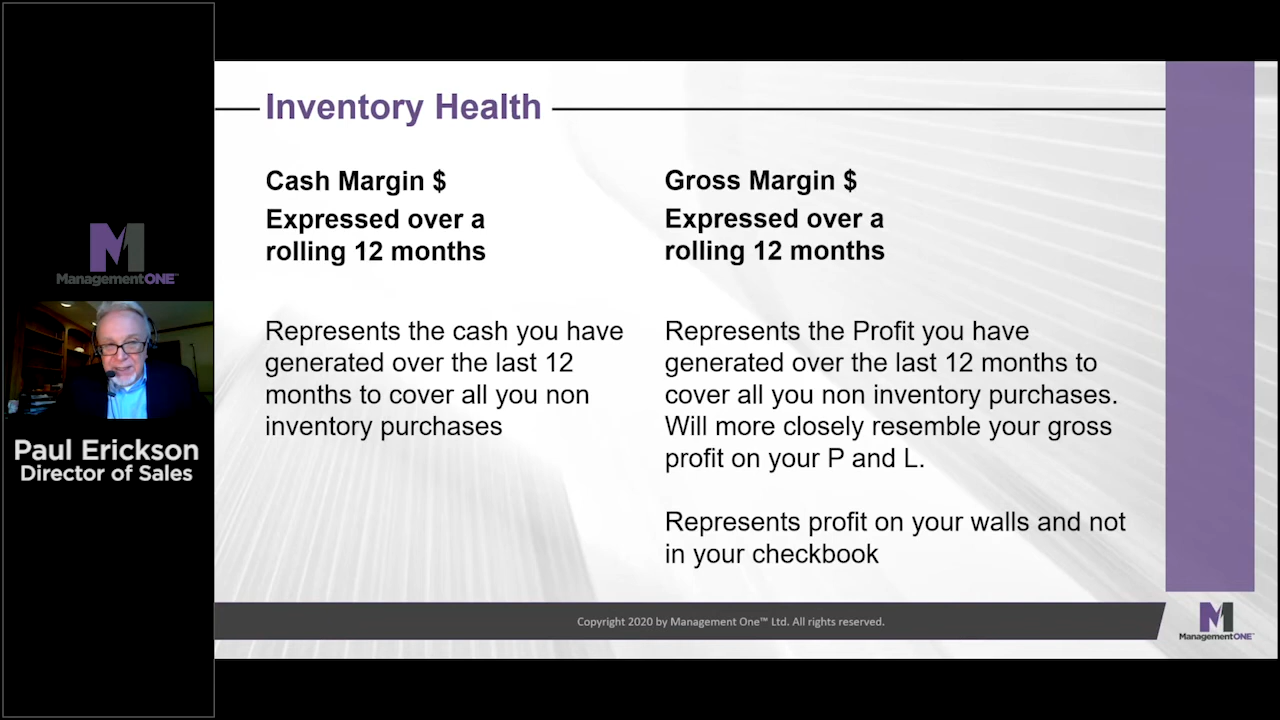 ManagementONE™
Paul Erickson
Director of Sales
Inventory Health
Cash Margin $
Expressed over a
rolling 12 months
Represents the cash you have
generated over the last 12
months to cover all you non
inventory purchases
Gross Margin $
Expressed over a
rolling 12 months
Represents the Profit you have
generated over the last 12 months to
cover all you non inventory purchases.
Will more closely resemble your gross
profit on your P and L.
Represents profit on your walls and not
in your checkbook
Copyright 2020 by Management One™ Ltd. All rights reserved.
ManagementONE™